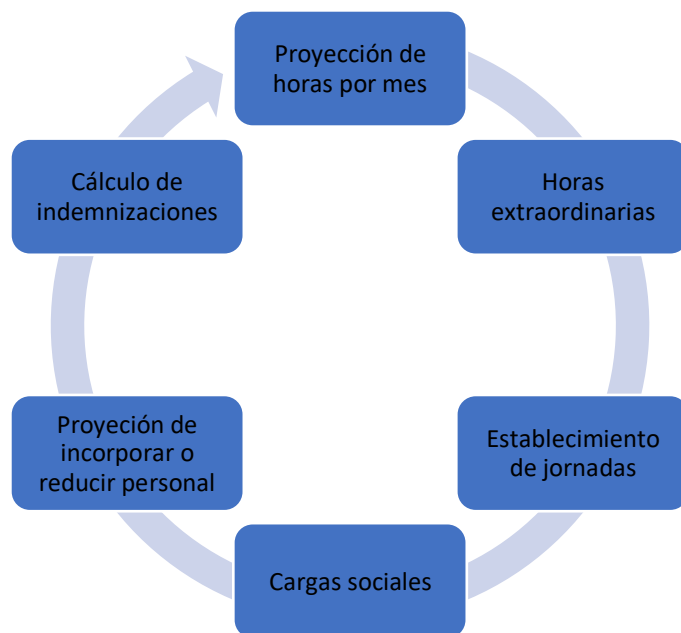 Proyección de
horas por mes
Horas
extraordinarias
Establecimiento
de jornadas
Cargas sociales
Proyeción de
incorporar o
reducir personal
Cálculo de
indemnizaciones